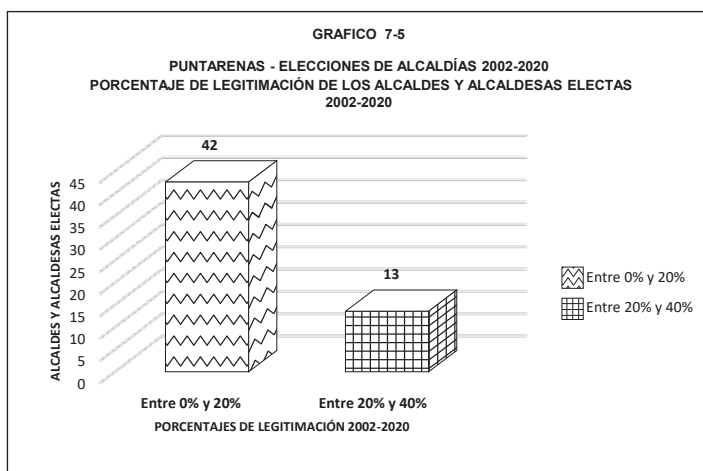 GRAFICO 7-5
PUNTARENAS - ELECCIONES DE ALCALDÍAS 2002-2020
PORCENTAJE DE LEGITIMACIÓN DE LOS ALCALDES Y ALCALDESAS ELECTAS
2002-2020
ALCALDES Y ALCALDESAS ELECTAS
45
40
35
30
25
20
15
10
5
0
42
13
Entre 0% y 20%
Entre 20% y 40%
PORCENTAJES DE LEGITIMACIÓN 2002-2020
Entre 0% y 20%
Entre 20% y 40%